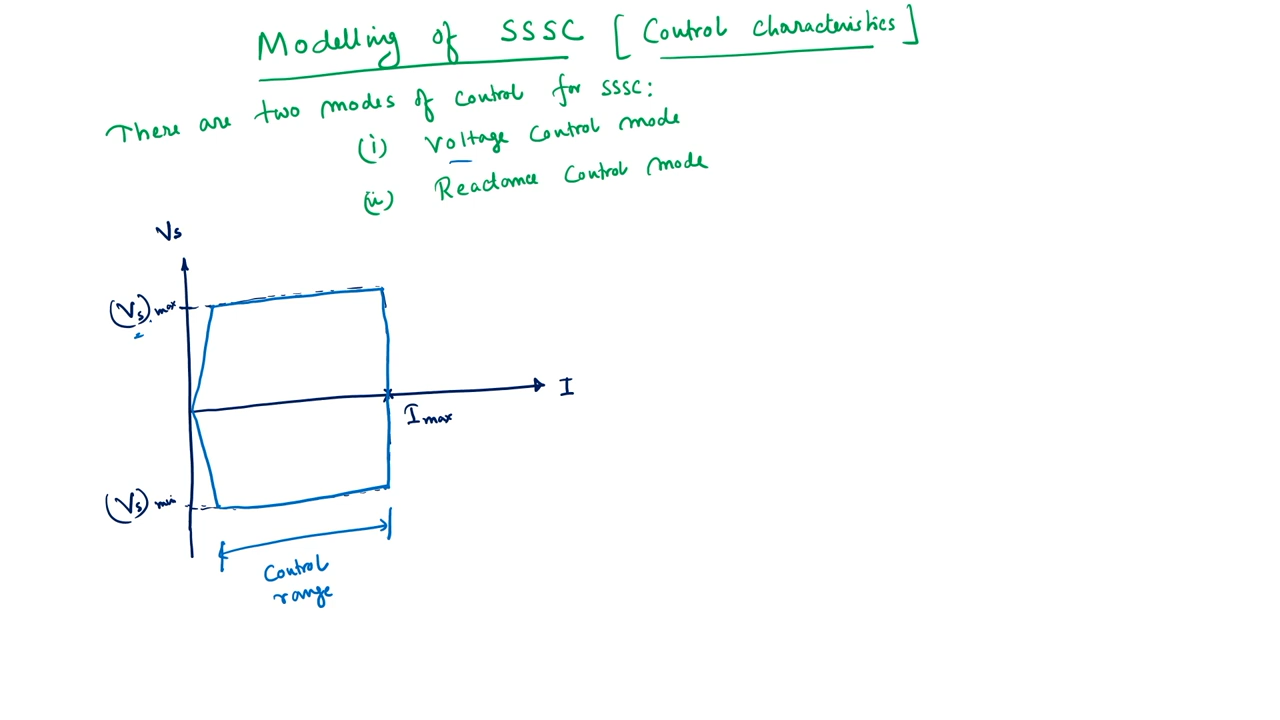 Modelling of SSSC [Control Characteristics]
There are two modes of control for SSSC:
(i) Voltage Control mode
(ii) Reactance Control mode
Vs
(Vs)max
I
Imax
(Vs)min
Control
range